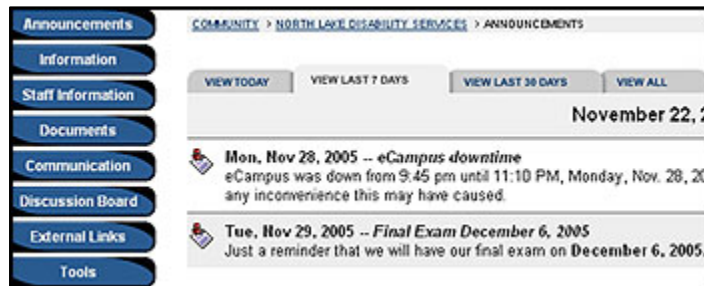 Announcements
Information
Staff Information
Documents
Communication
Discussion Board
External Links
Tools
COMMUNITY > NORTH LAKE DISABILITY SERVICES > ANNOUNCEMENTS
VIEW TODAY VIEW LAST 7 DAYS VIEW LAST 30 DAYS VIEW ALL
November 22, 2
Mon, Nov 28, 2005 -- eCampus downtime
eCampus was down from 9:45 pm until 11:10 PM, Monday, Nov. 28, 20
any inconvenience this may have caused.
Tue, Nov 29, 2005 -- Final Exam December 6, 2005
Just a reminder that we will have our final exam on December 6, 2005.